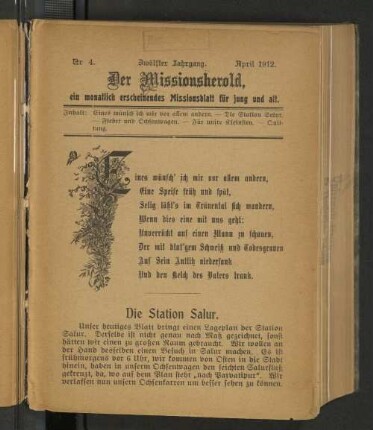 Nr 4. Zwölfter Jahrgang. April 1912.
Der Missionsherold,
ein monatlich erscheinendes Missionsblatt für jung und alt.
Inhalt: Eines wünsch ich mir vor allem andern. — Die Station Salur.
— Fieber und Ochsenwagen. — Für unsre Kleinsten. — Quit-
tung.
Eines wünsch' ich mir vor allem andern,
Eine Speise früh und spät,
Selig läßt's im Tränental sich wandern,
Wenn dies eine mit uns geht:
Unverrückt auf einen Mann zu schauen,
Der mit blut'gem Schweiß und Todesgrauen
Auf Sein Antlitz niedersank
Und den Kelch des Vaters trank.
Die Station Salur.
Unser heutiges Blatt bringt einen Lageplan der Station
Salur. Derselbe ist nicht genau nach Maß gezeichnet, sonst
hätten wir einen zu großen Raum gebraucht. Wir wollen an
der Hand desselben einen Besuch in Salur machen. Es ist
frühmorgens vor 6 Uhr, wir kommen von Osten in die Stadt
hinein, haben in unserm Ochsenwagen den leichten Salurfluß
gekreuzt, da, wo auf dem Plan steht „nach Parvatipur". Wir
verlassen nun unsern Ochsenkarren um besser sehen zu können.